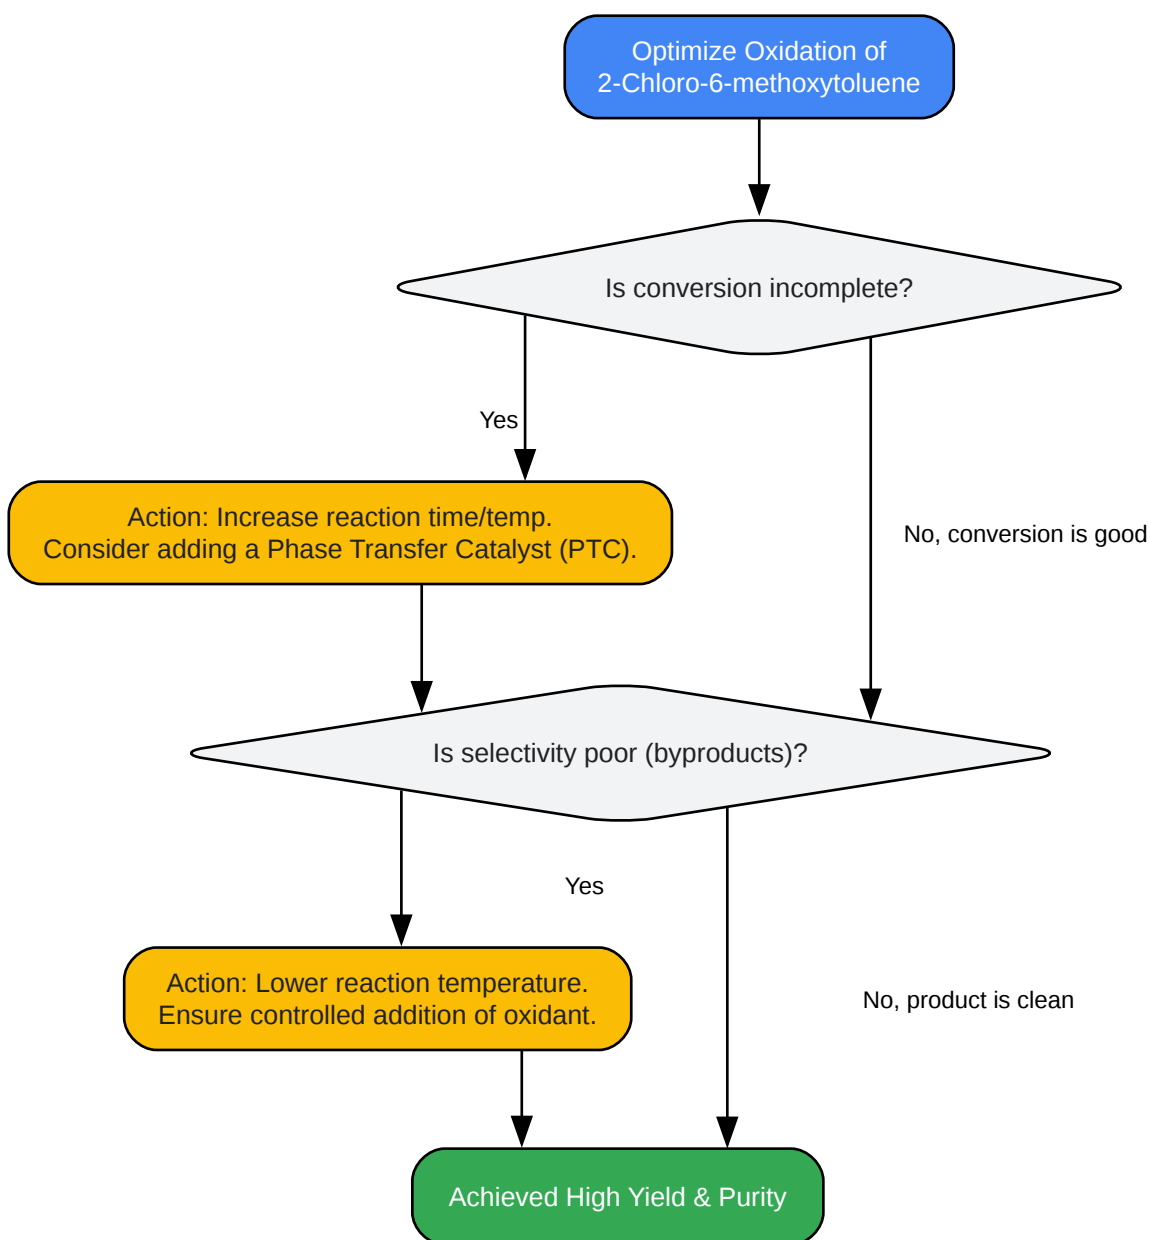 Optimize Oxidation of
2-Chloro-6-methoxytoluene
Is conversion incomplete?
Yes
Action: Increase reaction time/temp.
Consider adding a Phase Transfer Catalyst (PTC).
No, conversion is good
Is selectivity poor (byproducts)?
Yes
Action: Lower reaction temperature.
Ensure controlled addition of oxidant.
No, product is clean
Achieved High Yield & Purity